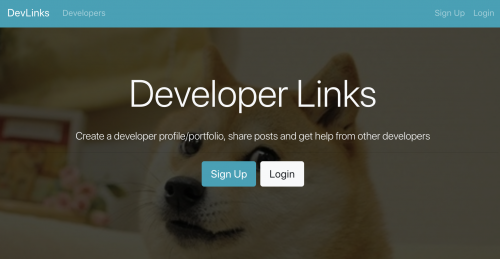 DevLinks Developers Sign Up Login
Developer Links
Create a developer profile/portfolio, share posts and get help from other developers
Sign Up Login